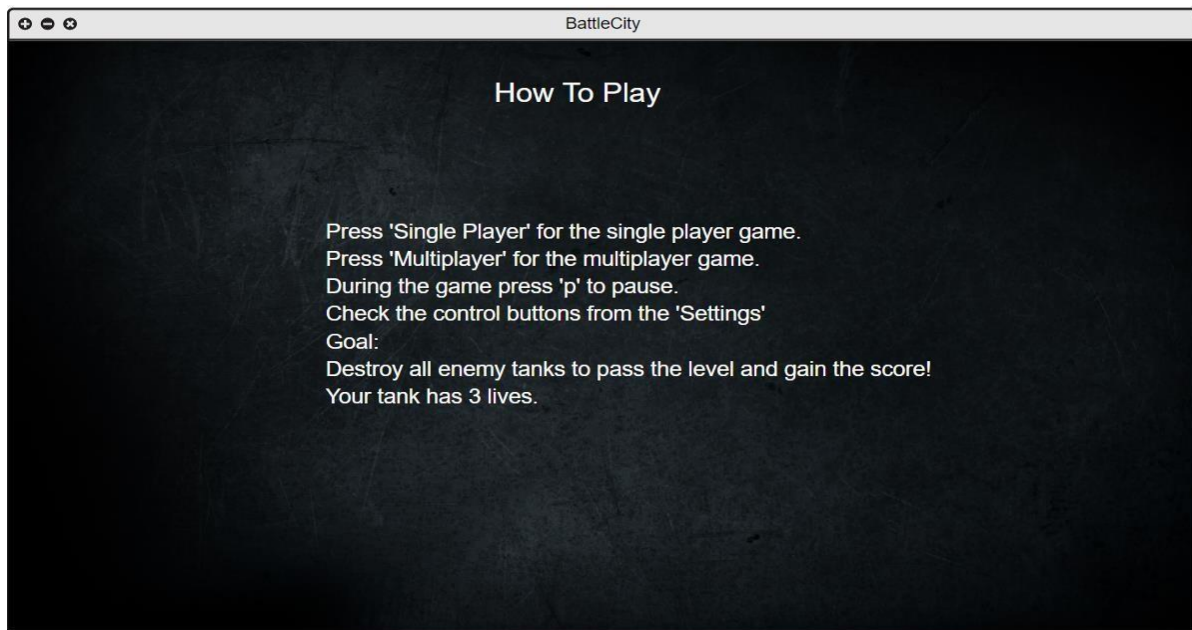 BattleCity
How To Play
Press 'Single Player' for the single player game.
Press 'Multiplayer' for the multiplayer game.
During the game press 'p' to pause.
Check the control buttons from the 'Settings'
Goal:
Destroy all enemy tanks to pass the level and gain the score!
Your tank has 3 lives.